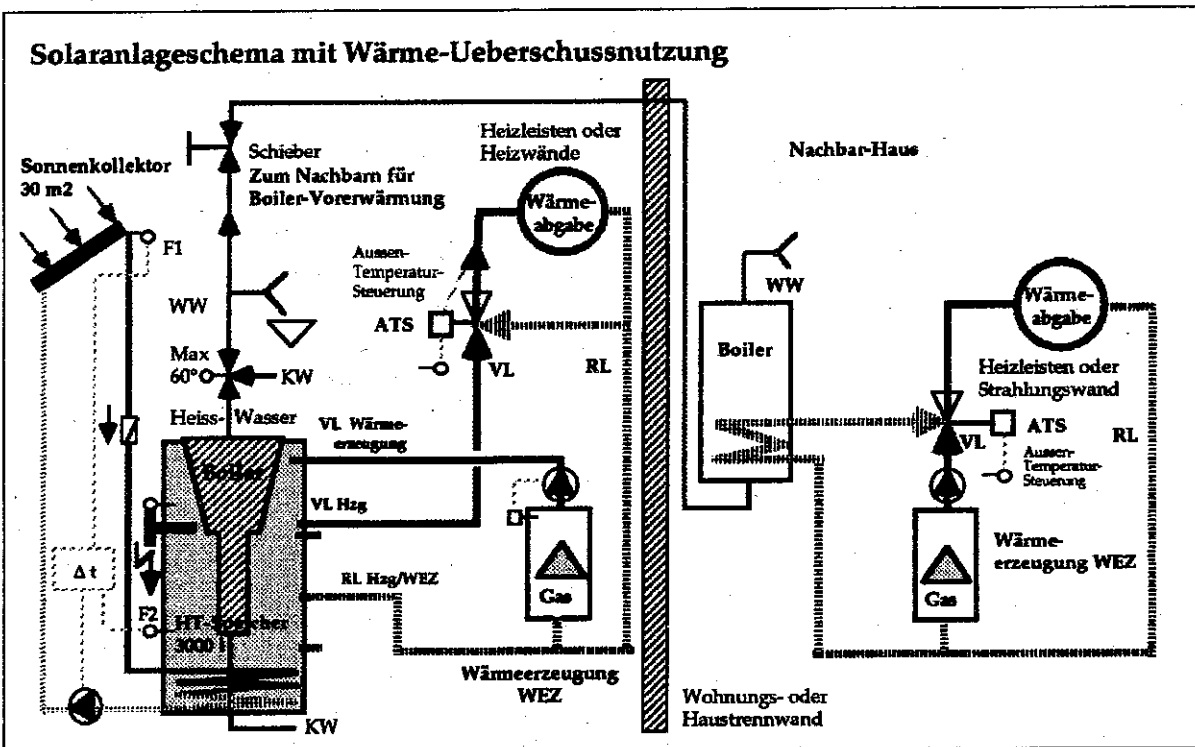 Solaranlageschema mit Wärme-Ueberschussnutzung
Sonnenkollektor
30 m2
F1
Schieber
Zum Nachbarn für
Boiler-Vorerwärmung
WW
Max
60°
KW
Heiss- Wasser
Boiler
Δ t
F2
HT-Speicher
3000 l
KW
Heizleisten oder
Heizwände
Wärme-
abgabe
Aussen-
Temperatur-
Steuerung
ATS
VL
RL
VL Wärme-
erzeugung
VL Hzg
RL Hzg/WEZ
Gas
Wärmeerzeugung
WEZ
Wohnungs- oder
Haustrennwand
Nachbar-Haus
WW
Boiler
Wärme-
abgabe
Heizleisten oder
Strahlungswand
ATS
VL
Aussen-
Temperatur-
Steuerung
RL
Wärme-
erzeugung WEZ
Gas